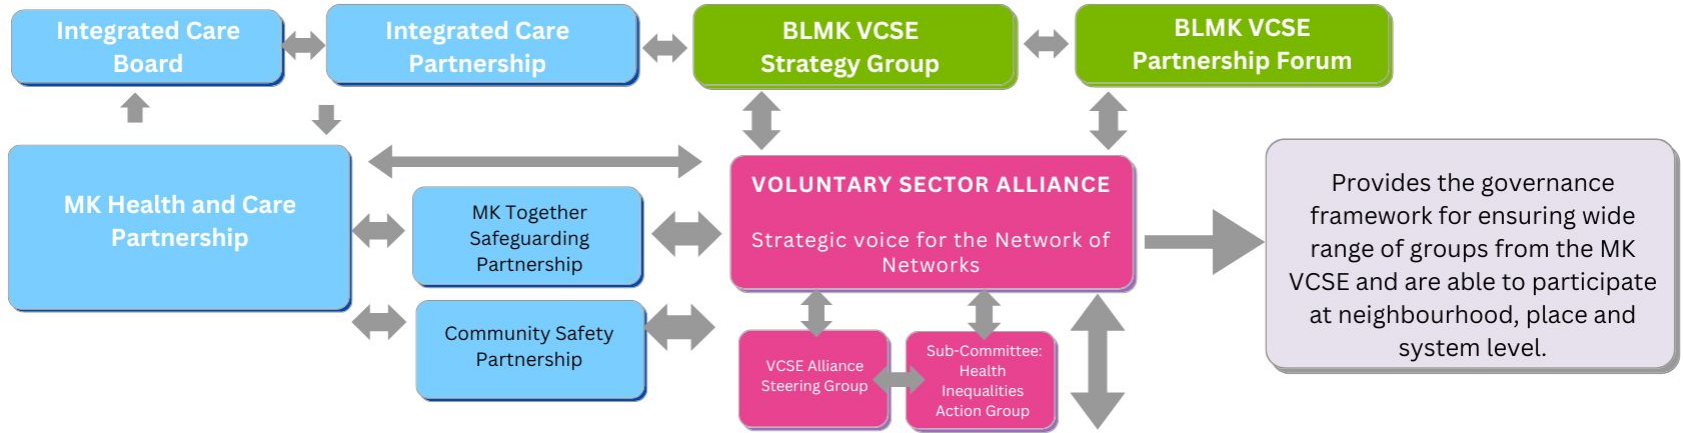 Integrated Care
Board
Integrated Care
Partnership
BLMK VCSE
Strategy Group
BLMK VCSE
Partnership Forum
MK Health and Care
Partnership
MK Together
Safeguarding
Partnership
Community Safety
Partnership
VOLUNTARY SECTOR ALLIANCE
Strategic voice for the Network of
Networks
VCSE Alliance
Steering Group
Sub-Committee:
Health
Inequalities
Action Group
Provides the governance
framework for ensuring wide
range of groups from the MK
VCSE and are able to participate
at neighbourhood, place and
system level.